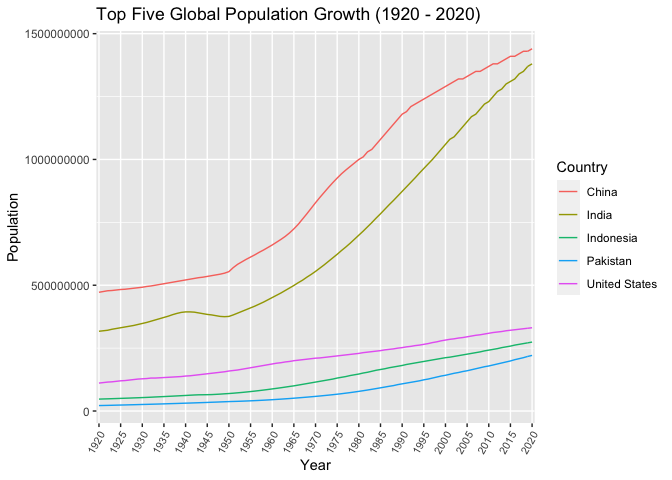 Top Five Global Population Growth (1920 - 2020)
1500000000
1000000000
500000000
0
Population
1920 1925 1930 1935 1940 1945 1950 1955 1960 1965 1970 1975 1980 1985 1990 1995 2000 2005 2010 2015 2020
Year
Country
China
India
Indonesia
Pakistan
United States